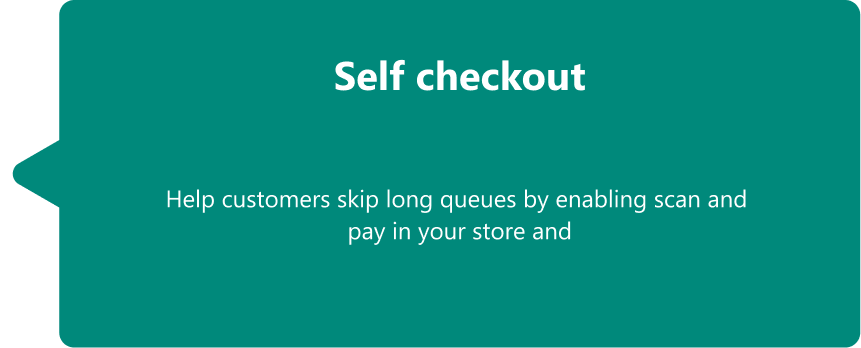 Self checkout
Help customers skip long queues by enabling scan and
pay in your store and